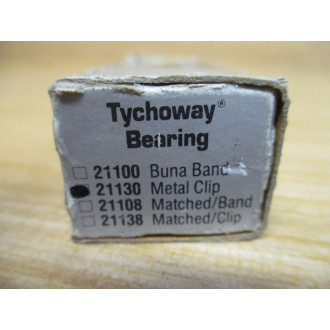 Tychoway®
Bearing
21100 Buna Band
21130 Metal Clip
21108 Matched/Band
21138 Matched/Clip